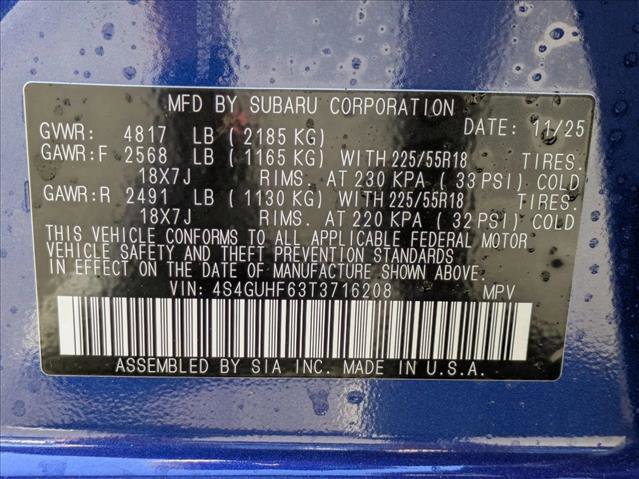 MFD BY SUBARU CORPORATION
GVWR: 4817 LB ( 2185 KG) DATE: 11/25
GAWR:F 2568 LB ( 1165 KG) WITH 225/55R18 TIRES.
18X7J RIMS. AT 230 KPA ( 33 PSI) COLD
GAWR:R 2491 LB ( 1130 KG) WITH 225/55R18 TIRES.
18X7J RIMS. AT 220 KPA ( 32 PSI) COLD
THIS VEHICLE CONFORMS TO ALL APPLICABLE FEDERAL MOTOR
VEHICLE SAFETY AND THEFT PREVENTION STANDARDS
IN EFFECT ON THE DATE OF MANUFACTURE SHOWN ABOVE.
VIN: 4S4GUHF63T3716208 MPV
ASSEMBLED BY SIA INC. MADE IN U.S.A.